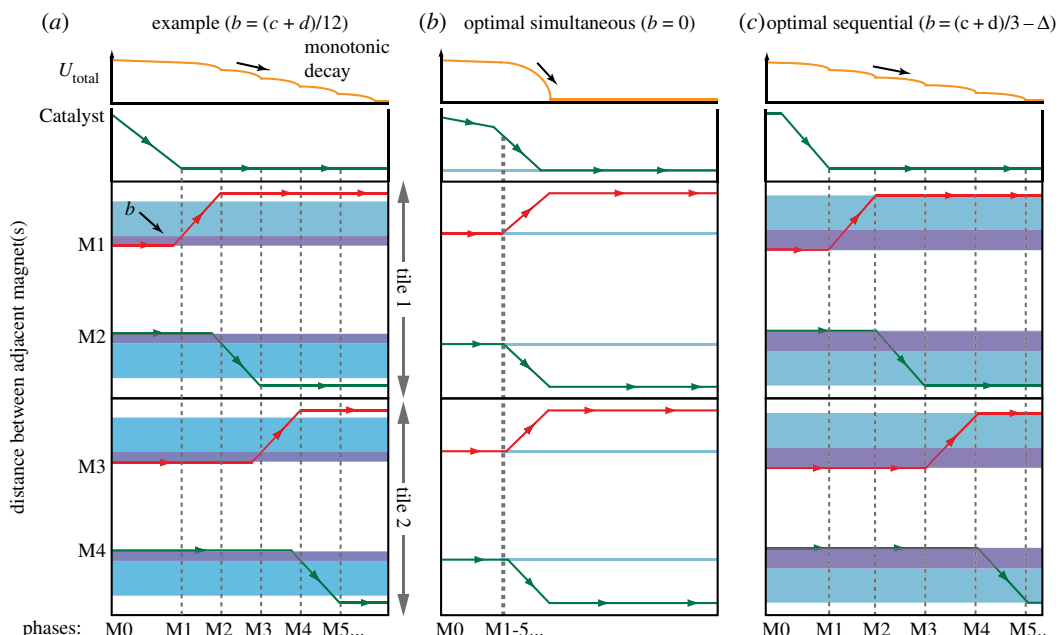 (a) example (b = (c + d)/12)
(b) optimal simultaneous (b = 0)
(c) optimal sequential (b = (c + d)/3 – Δ)
monotonic
decay
U total
Catalyst
b
M1
M2
M3
M4
tile 1
tile 2
distance between adjacent magnet(s)
phases: M0 M1 M2 M3 M4 M5...
M0 M1-5...
M0 M1 M2 M3 M4 M5..